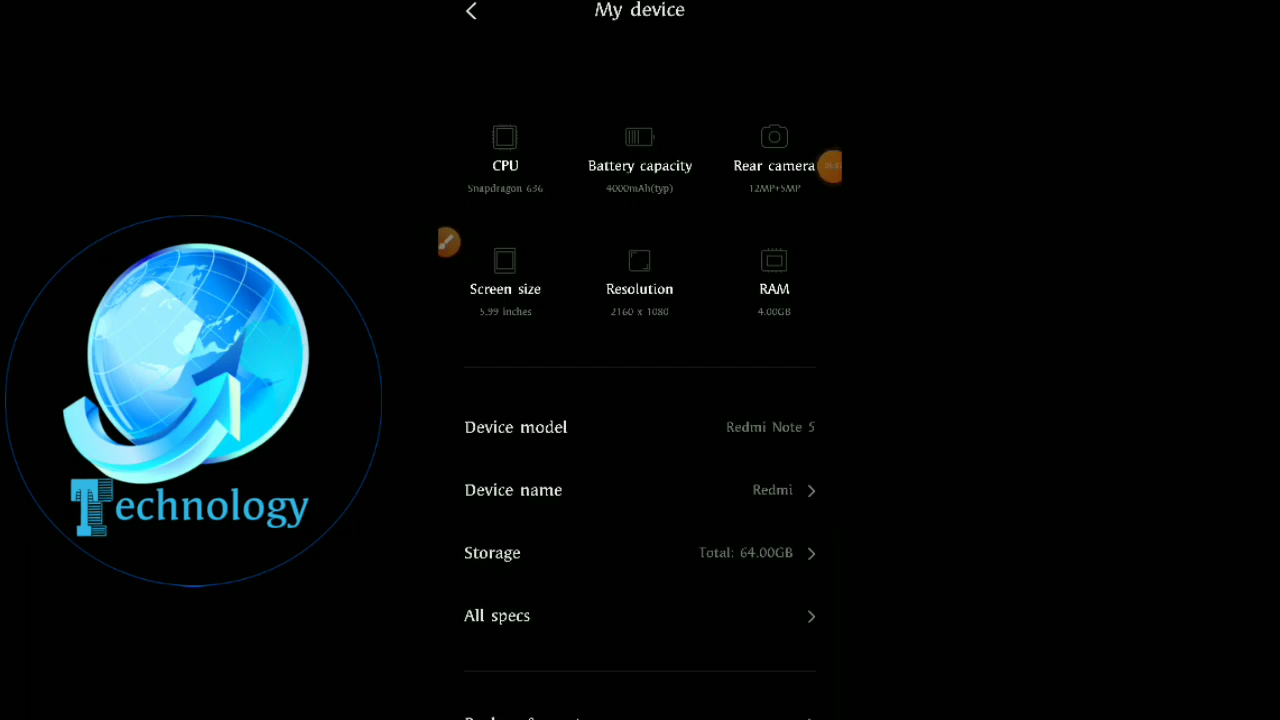 My device
CPU
Battery capacity
Rear camera
Snapdragon 636
4000mAh(typ)
12MP+5MP
Screen size
Resolution
RAM
5.99 inches
2160 x 1080
4.00GB
Device model
Redmi Note 5
Device name
Redmi
Storage
Total: 64.00GB
All specs
Technology